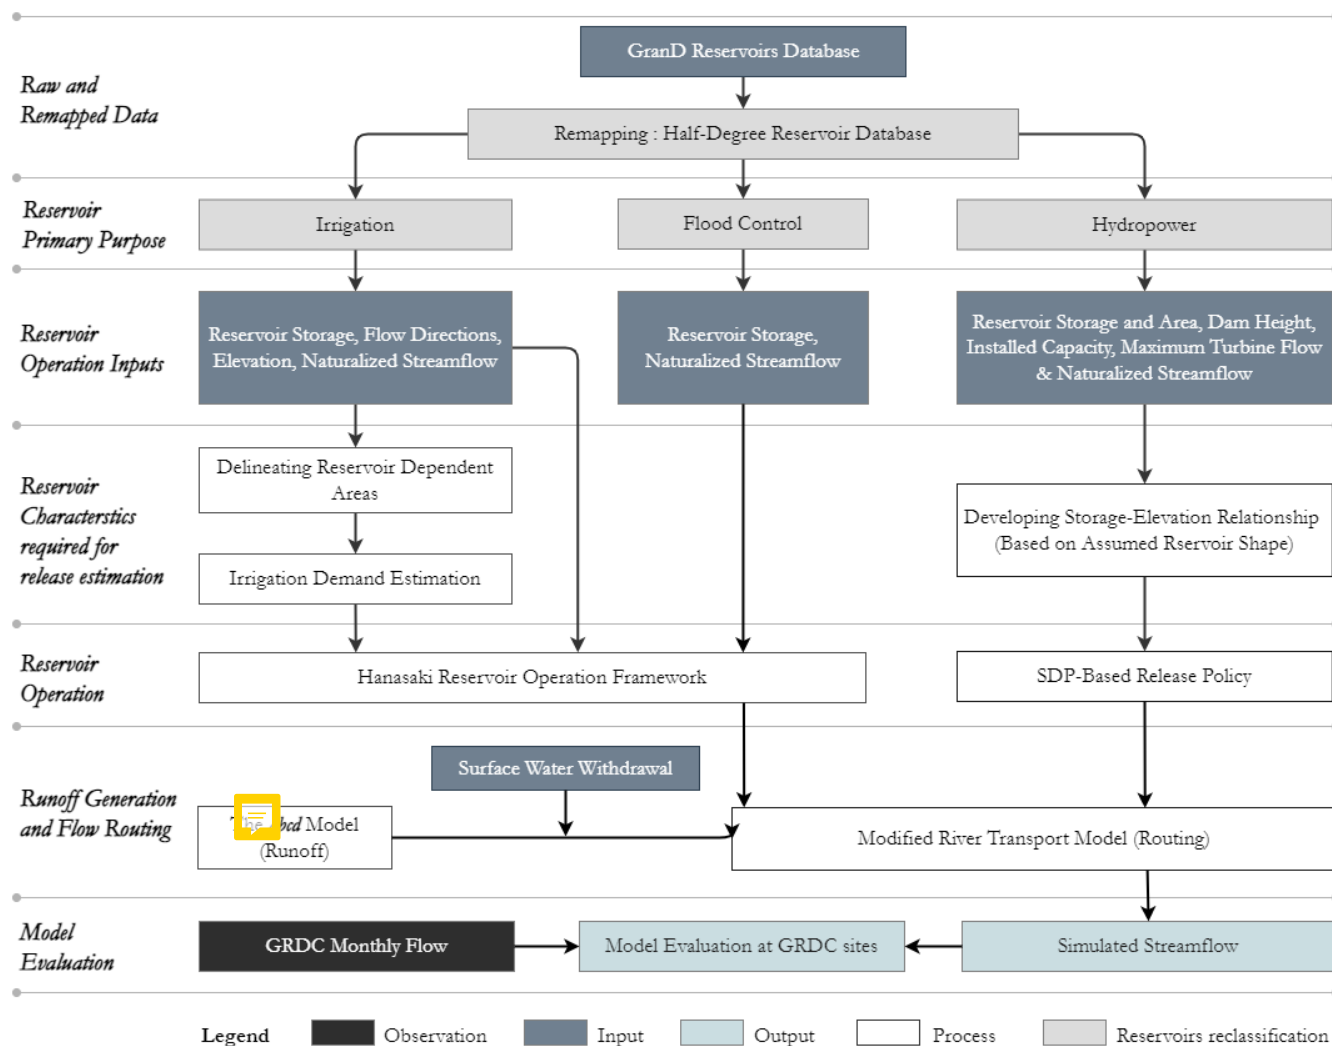 GranD Reservoirs Database
Raw and
Remapped Data
Remapping : Half-Degree Reservoir Database
Reservoir
Primary Purpose
Irrigation
Flood Control
Hydropower
Reservoir
Operation Inputs
Reservoir Storage, Flow Directions,
Elevation, Naturalized Streamflow
Reservoir Storage,
Naturalized Streamflow
Reservoir Storage and Area, Dam Height,
Installed Capacity, Maximum Turbine Flow
& Naturalized Streamflow
Reservoir
Characterstics
required for
release estimation
Delineating Reservoir Dependent
Areas
Irrigation Demand Estimation
Developing Storage-Elevation Relationship
(Based on Assumed Rservoir Shape)
Reservoir
Operation
Hanasaki Reservoir Operation Framework
SDP-Based Release Policy
Runoff Generation
and Flow Routing
Surface Water Withdrawal
Model
(Runoff)
Modified River Transport Model (Routing)
Model
Evaluation
GRDC Monthly Flow
Model Evaluation at GRDC sites
Simulated Streamflow
Legend
Observation
Input
Output
Process
Reservoirs reclassification